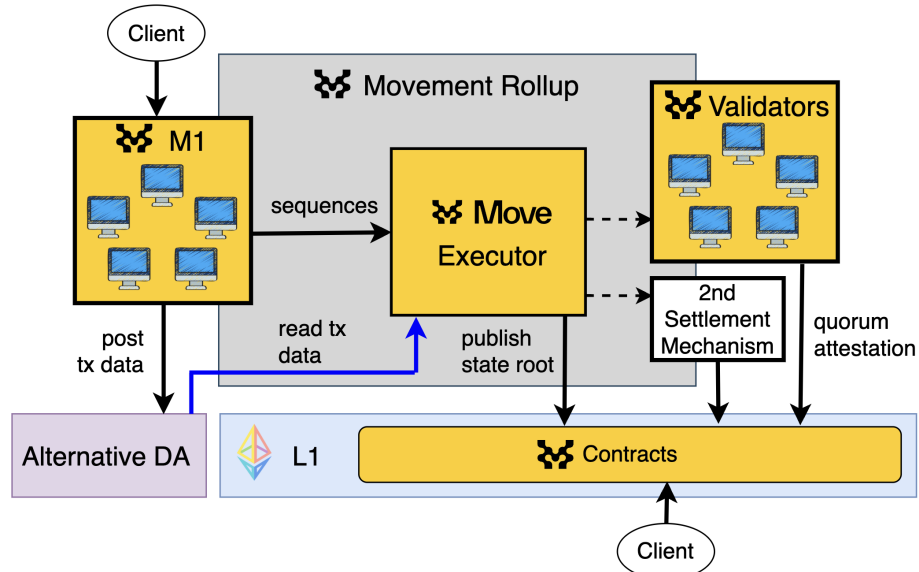 Client
Movement Rollup
M1
Validators
sequences
Move
Executor
2nd
Settlement
Mechanism
post
tx data
read tx
data
publish
state root
quorum
attestation
Alternative DA
L1
Contracts
Client